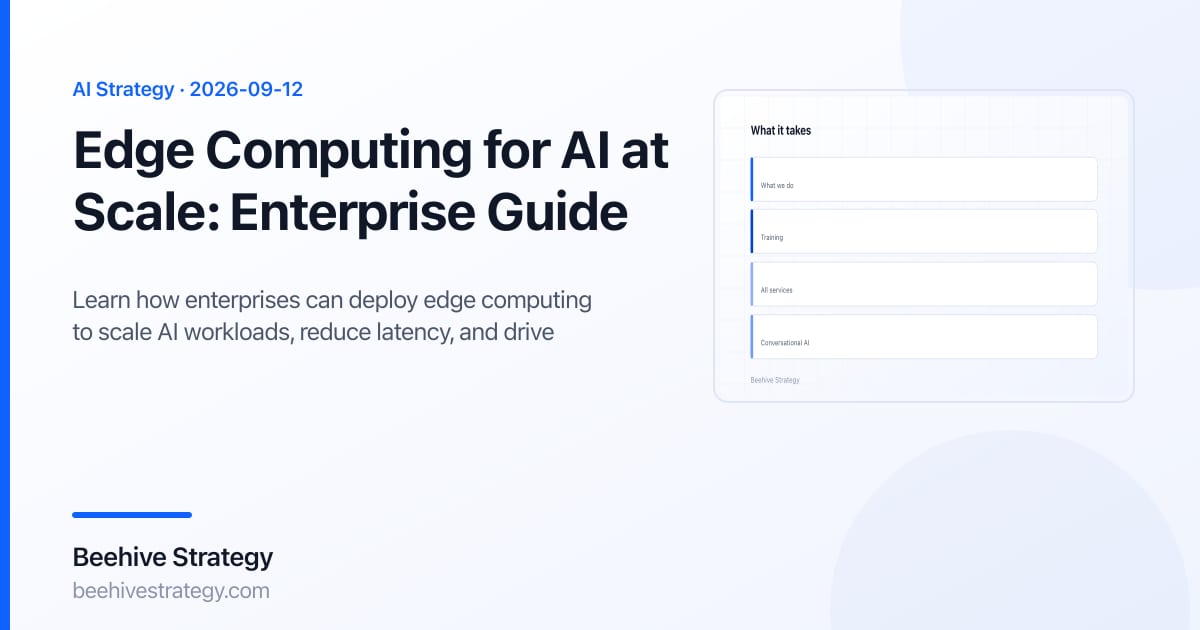 AI Strategy · 2026-09-12
Edge Computing for AI at
Scale: Enterprise Guide
Learn how enterprises can deploy edge computing
to scale AI workloads, reduce latency, and drive
What it takes
What we do
Training
All services
Conversational AI
Beehive Strategy
Beehive Strategy
beehivestrategy.com